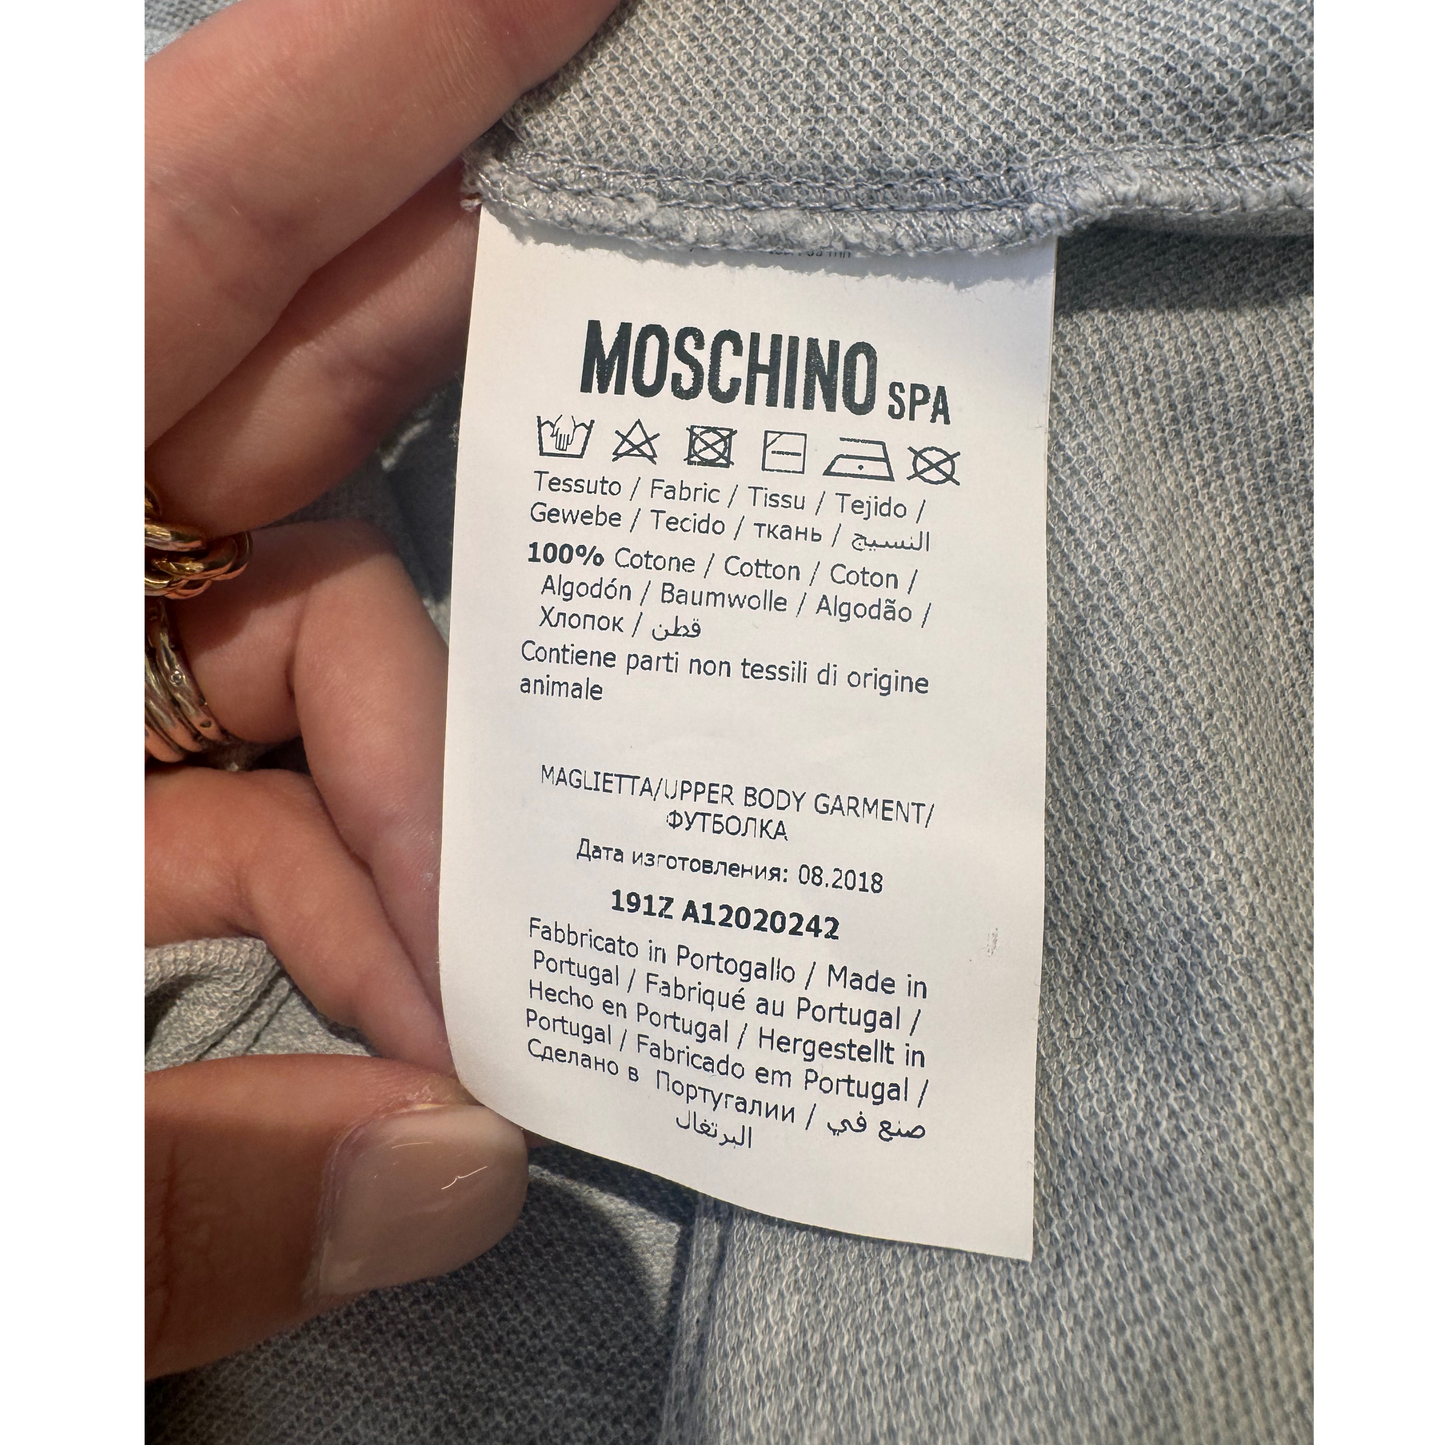 MOSCHINO SPA
Tessuto / Fabric / Tissu / Tejido /
Gewebe / Tecido / ткань / النسيج
100% Cotone / Cotton / Coton /
Algodón / Baumwolle / Algodão /
Хлопок / قطن
Contiene parti non tessili di origine
animale
MAGLIETTA/UPPER BODY GARMENT/
ФУТБОЛКА
Дата изготовления: 08.2018
191Z A12020242
Fabbricato in Portogallo / Made in
Portugal / Fabriqué au Portugal /
Hecho en Portugal / Hergestellt in
Portugal / Fabricado em Portugal /
Сделано в Португалии / صنع في
البرتغال